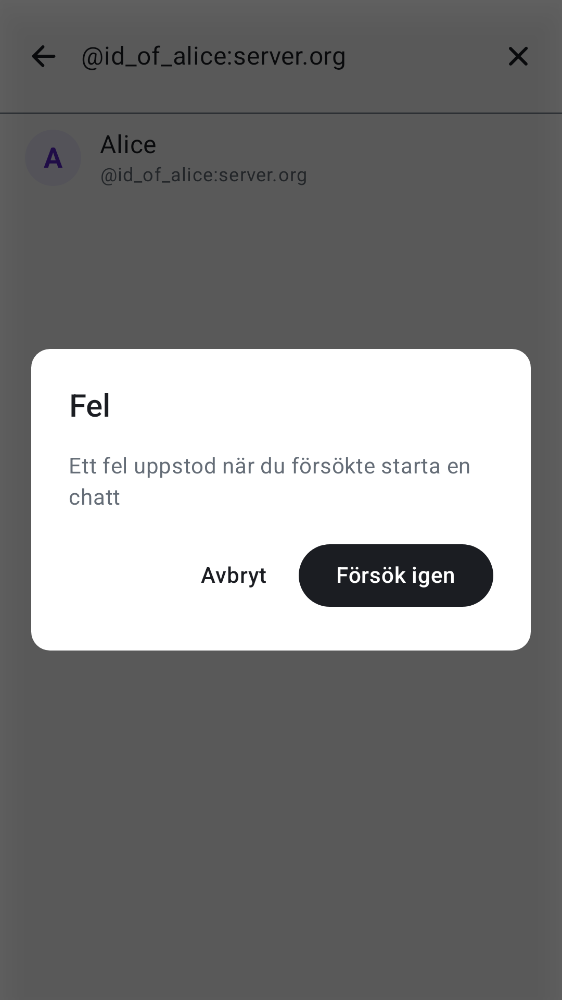 @id_of_alice:server.org
A
Alice
@id_of_alice:server.org
Fel
Ett fel uppstod när du försökte starta en
chatt
Avbryt
Försök igen